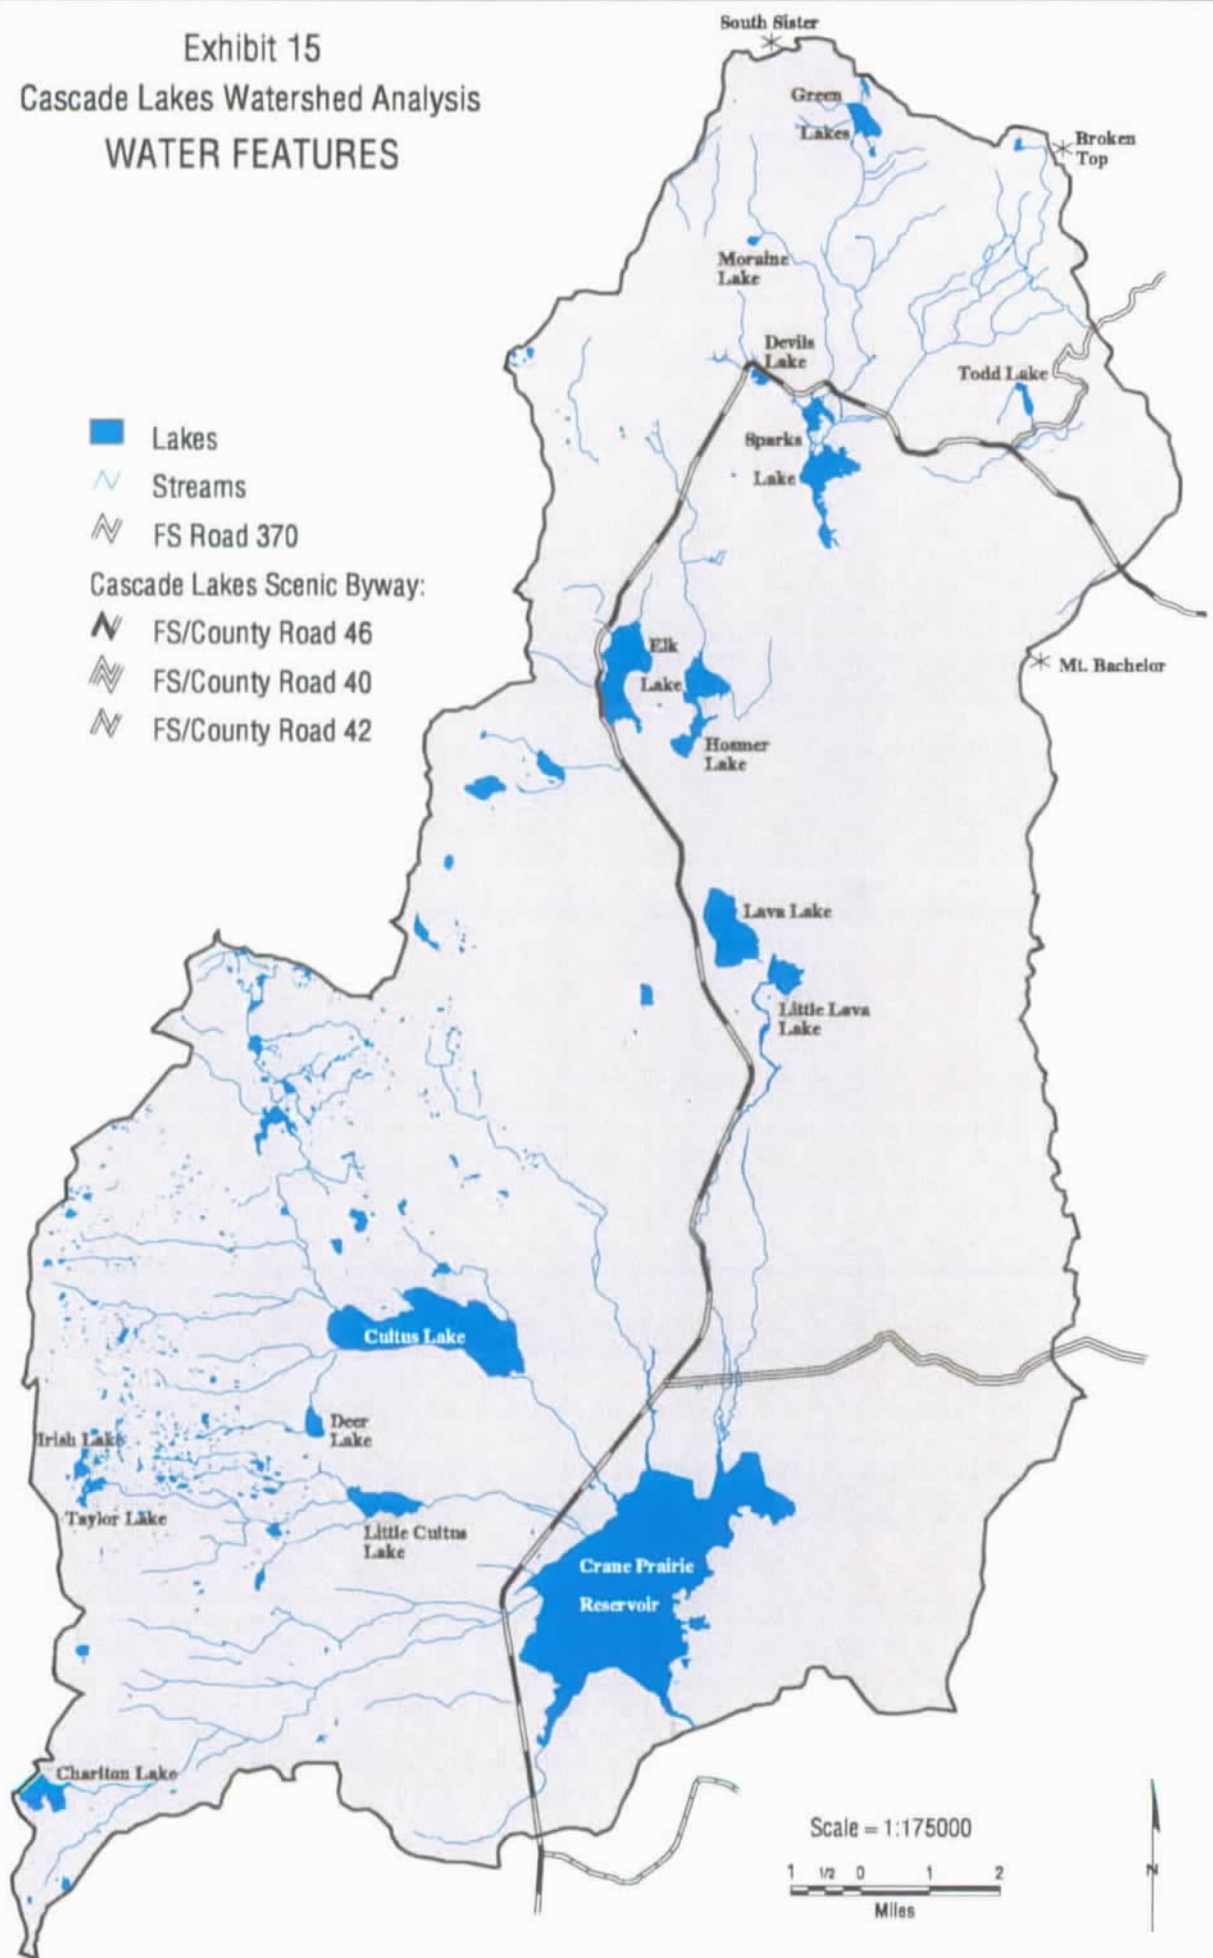 Exhibit 15
Cascade Lakes Watershed Analysis
WATER FEATURES
South Sister
Green
Lakes
Broken
Top
Moraine
Lake
Devils
Lake
Todd Lake
Sparks
Lake
Lakes
Streams
FS Road 370
Cascade Lakes Scenic Byway:
FS/County Road 46
FS/County Road 40
FS/County Road 42
Elk
Lake
Mt. Bachelor
Hosmer
Lake
Lava Lake
Little Lava
Lake
Cultus Lake
Deer
Lake
Irish Lake
Taylor Lake
Little Cultus
Lake
Crane Prairie
Reservoir
Charlton Lake
Scale = 1:175000
1 1/2 0 1 2
Miles
N